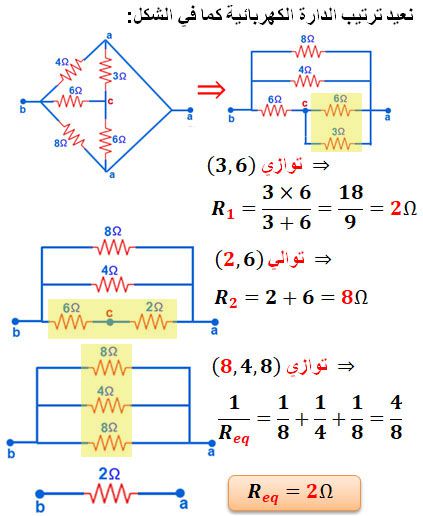 نعيد ترتيب الدارة الكهربائية كما في الشكل:
a
4Ω
3Ω
b
6Ω
c
a
8Ω
6Ω
a
⇒
8Ω
4Ω
6Ω
c
6Ω
b
a
3Ω
(3,6) توازي ⇒
R₁ = (3 × 6)/(3 + 6) = 18/9 = 2Ω
8Ω
4Ω
6Ω
c
2Ω
b
a
(2,6) توالي ⇒
R₂ = 2 + 6 = 8Ω
8Ω
4Ω
8Ω
b
a
(8,4,8) توازي ⇒
1/Req = 1/8 + 1/4 + 1/8 = 4/8
2Ω
b
a
Req = 2Ω